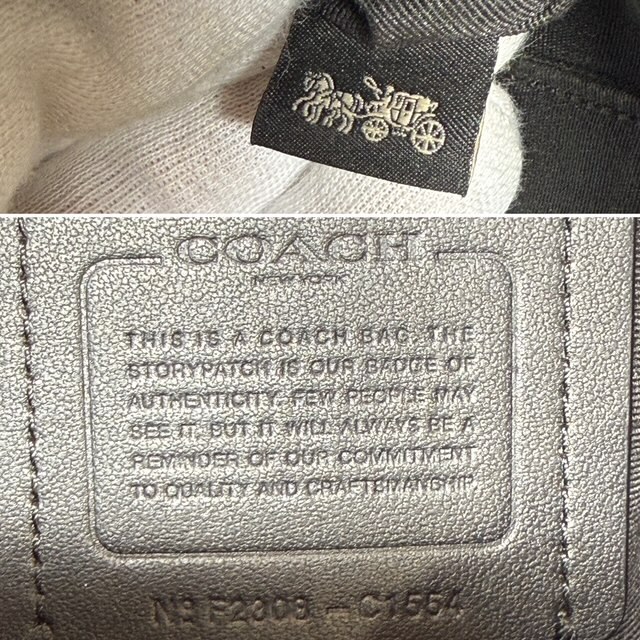 COACH
NEW YORK
THIS IS A COACH BAG. THE
STORYPATCH IS OUR BADGE OF
AUTHENTICITY. FEW PEOPLE MAY
SEE IT, BUT IT WILL ALWAYS BE A
REMINDER OF OUR COMMITMENT
TO QUALITY AND CRAFTSMANSHIP.
Nº F2308 - C1554